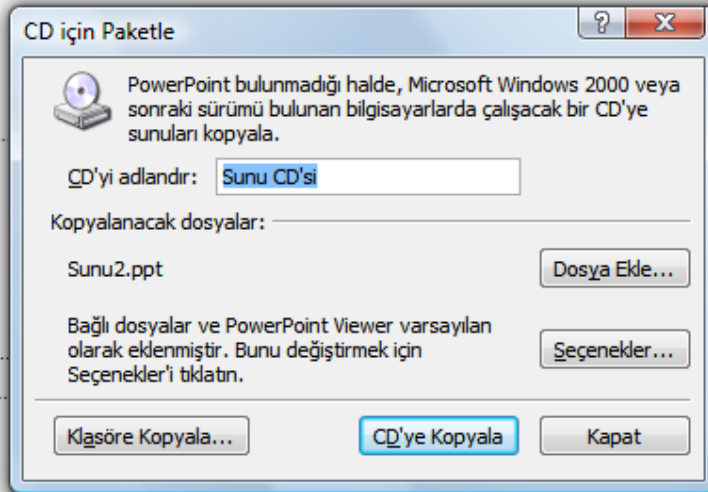 CD için Paketle
PowerPoint bulunmadığı halde, Microsoft Windows 2000 veya
sonraki sürümü bulunan bilgisayarlarda çalışacak bir CD'ye
sunuları kopyala.
CD'yi adlandır: Sunu CD'si
Kopyalanacak dosyalar:
Sunu2.ppt
Dosya Ekle...
Bağlı dosyalar ve PowerPoint Viewer varsayılan
olarak eklenmiştir. Bunu değiştirmek için
Seçenekler'i tıklatın.
Seçenekler...
Klasöre Kopyala... CD'ye Kopyala Kapat